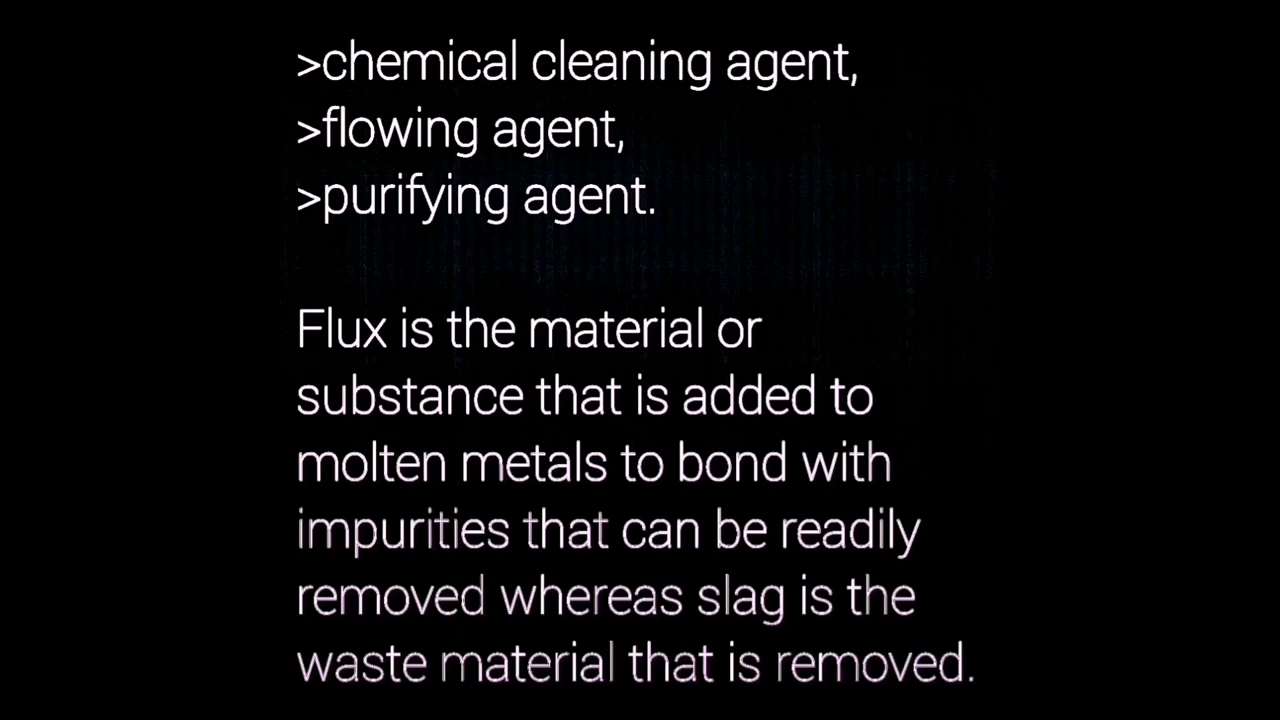 >chemical cleaning agent,
>flowing agent,
>purifying agent.
Flux is the material or
substance that is added to
molten metals to bond with
impurities that can be readily
removed whereas slag is the
waste material that is removed.